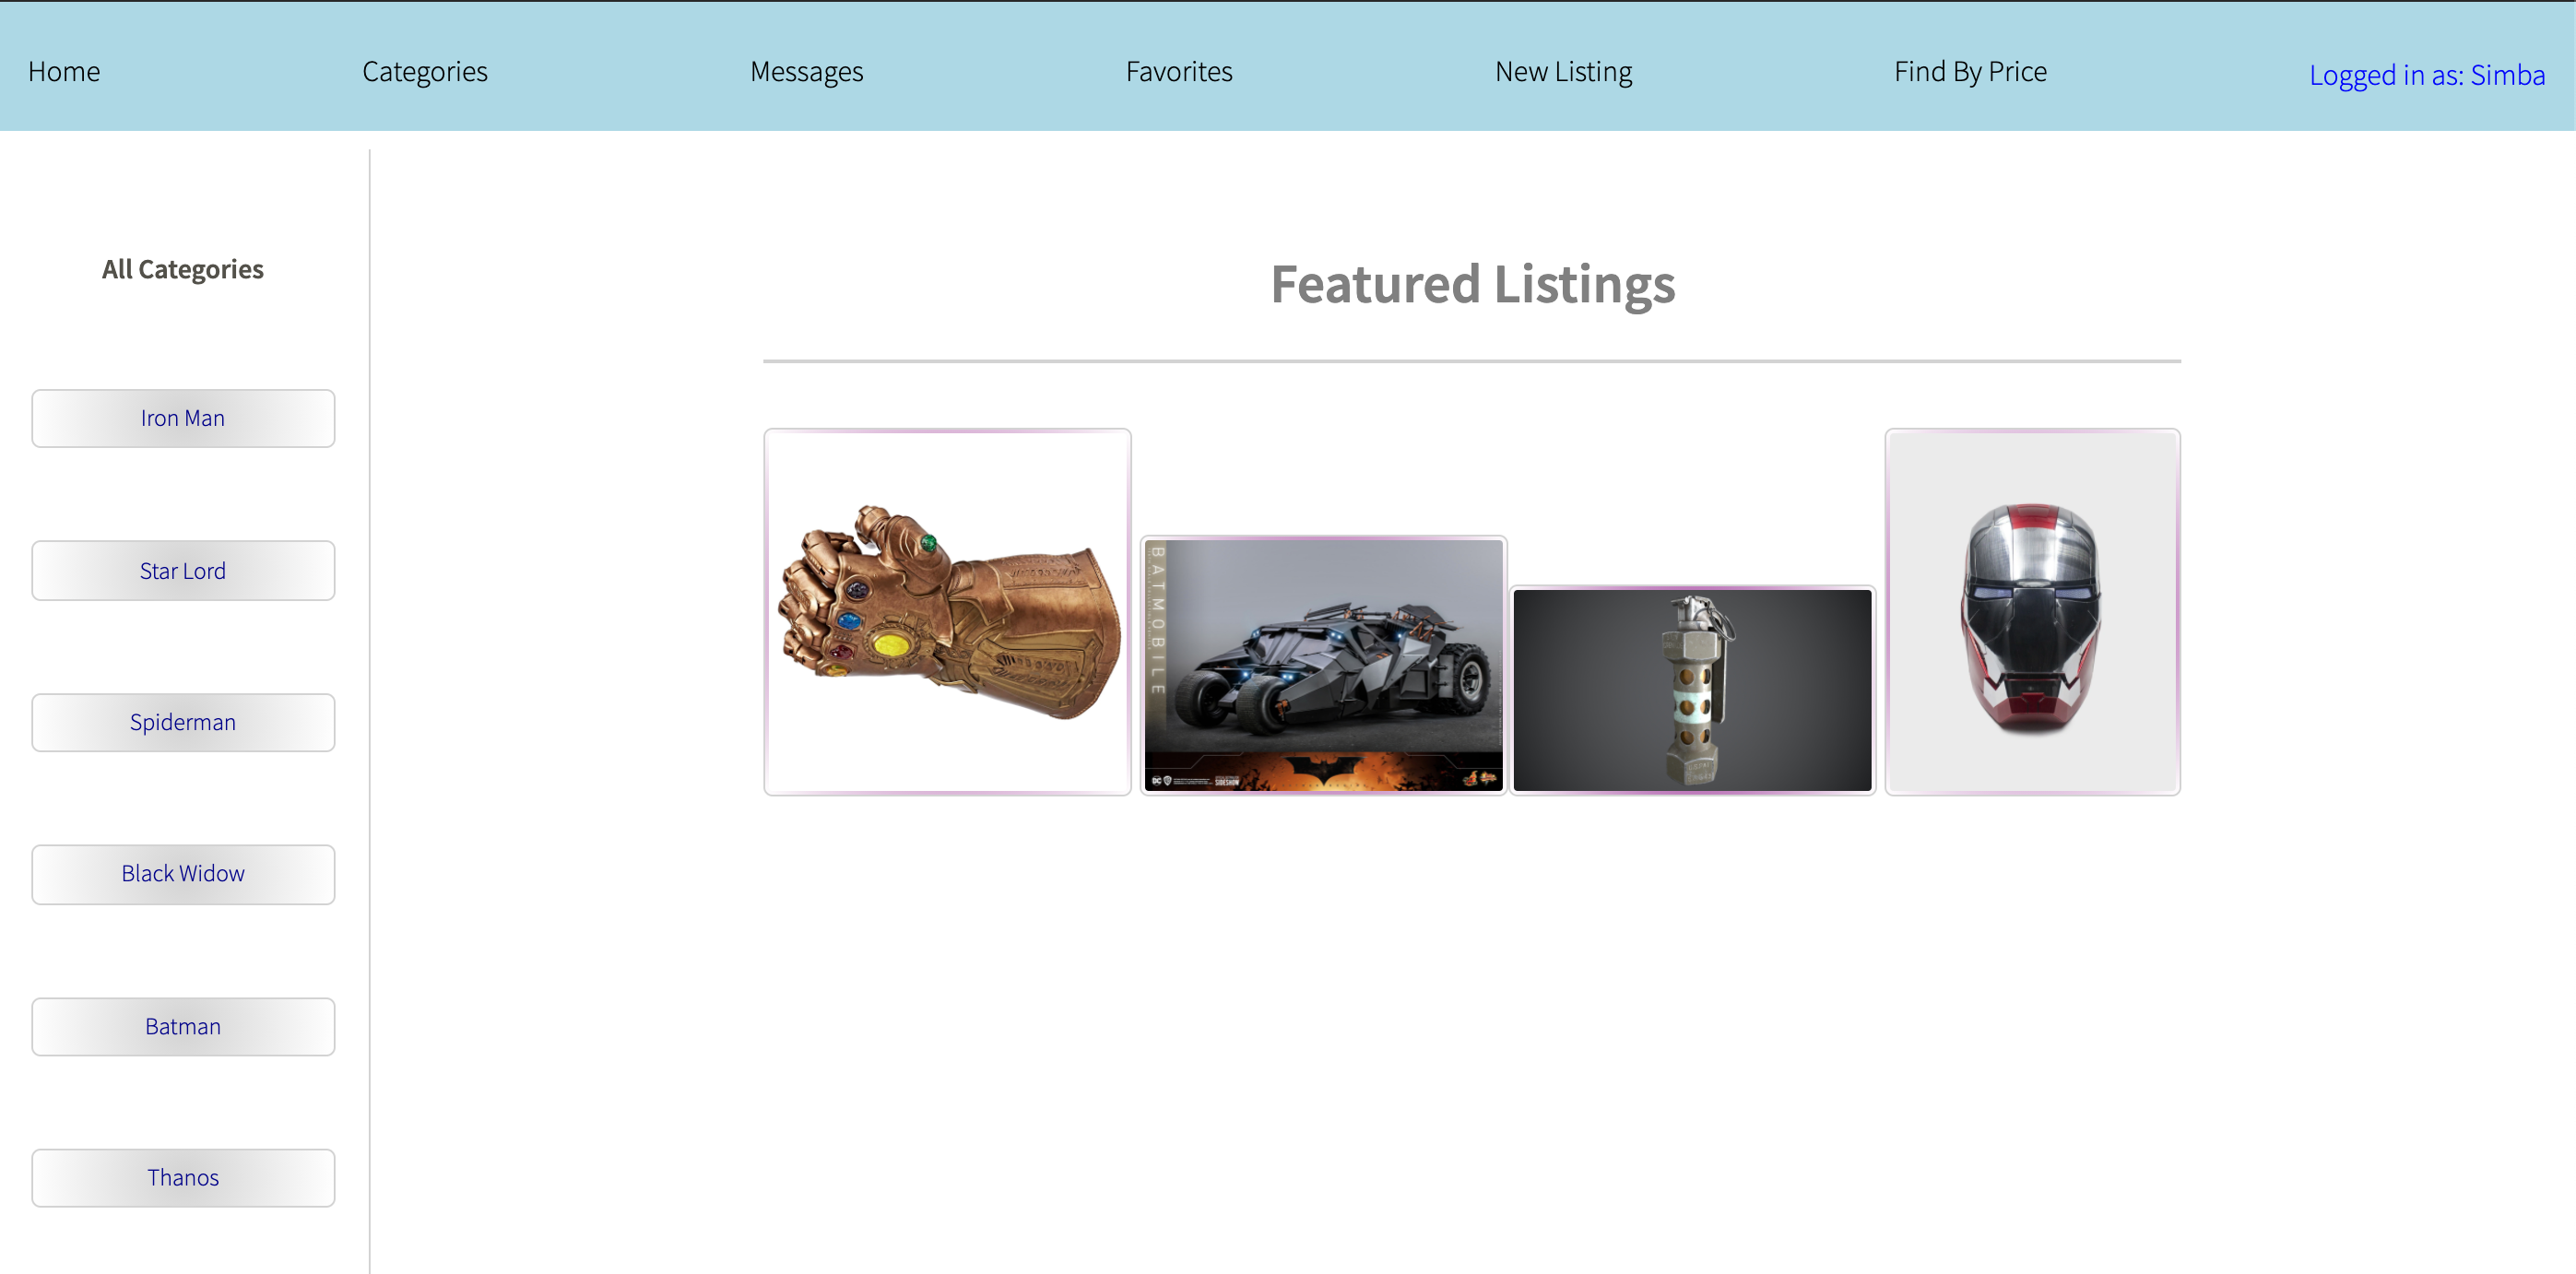 Home
Categories
Messages
Favorites
New Listing
Find By Price
Logged in as: Simba
All Categories
Iron Man
Star Lord
Spiderman
Black Widow
Batman
Thanos
Featured Listings
BATMOBILE
SIDESHOW